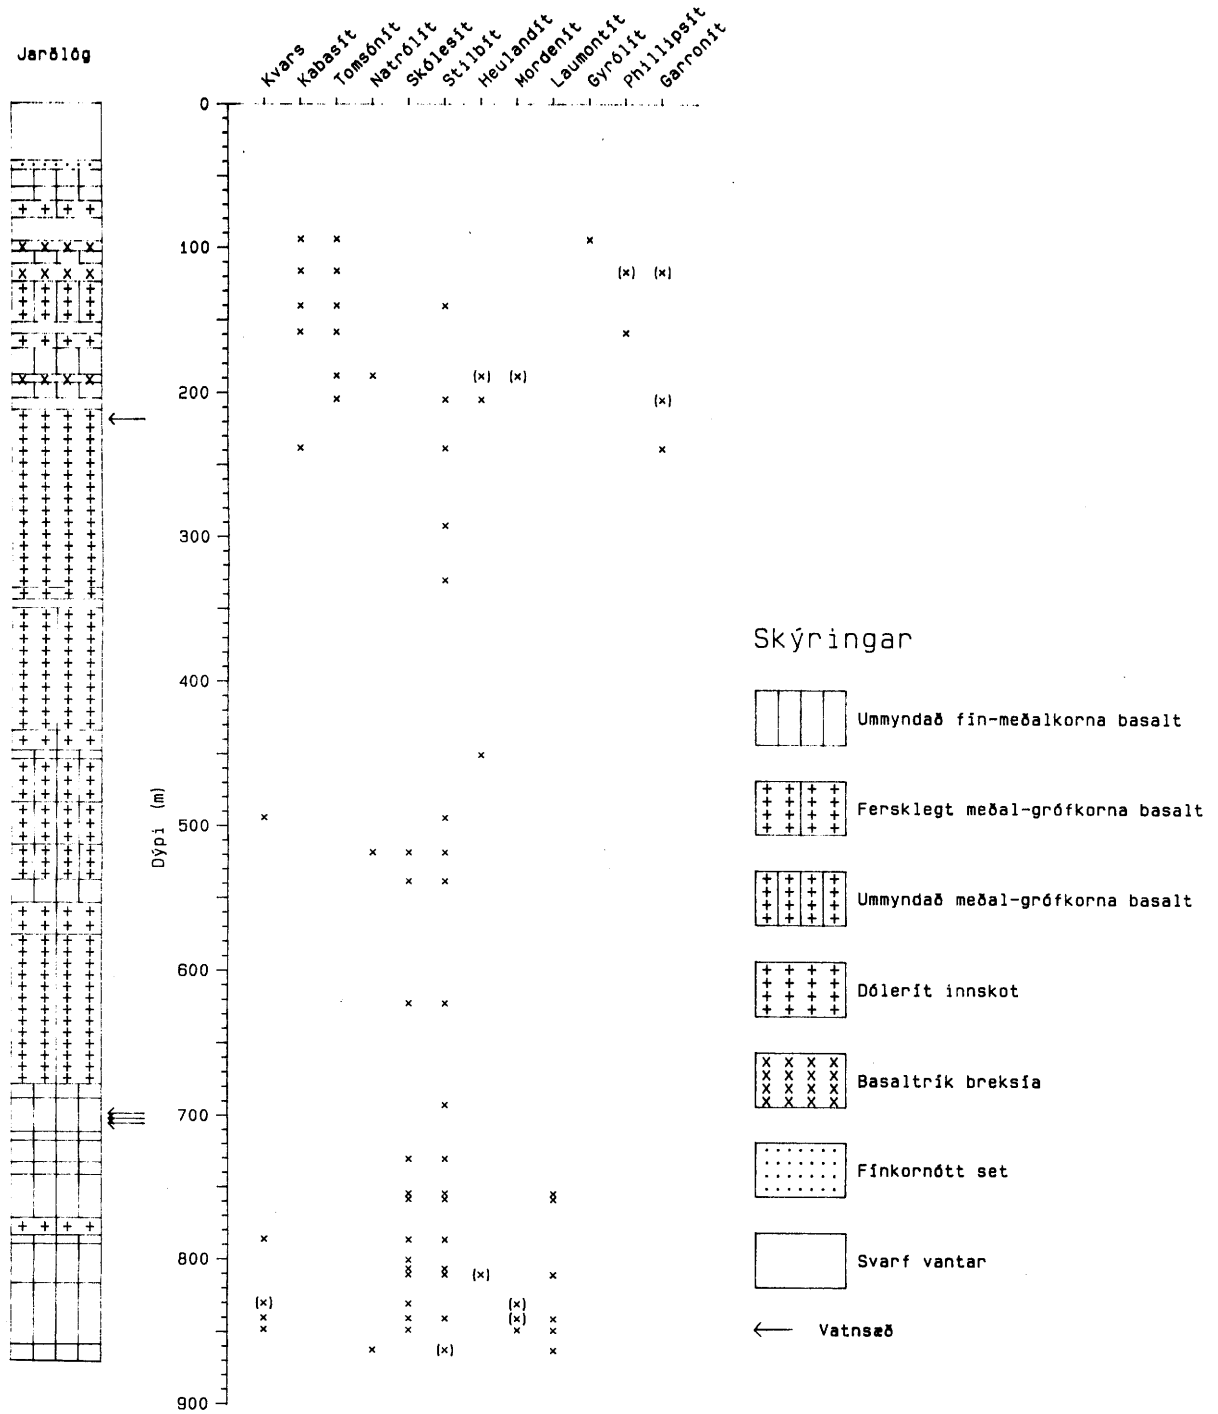 Jarðlög
Kvars
Kabasít
Tomsónít
Natrólít
Skólesít
Stilbít
Heulandít
Mordenít
Laumontít
Gyrólít
Phillipsít
Garronít
0
100
200
300
400
500
600
700
800
900
Dýpi (m)
Skýringar
Ummyndað fín-meðalkorna basalt
Fersklegt meðal-grófkorna basalt
Ummyndað meðal-grófkorna basalt
Dólerít innskot
Basaltrík breksía
Fínkornótt set
Svarf vantar
Vatnsæð